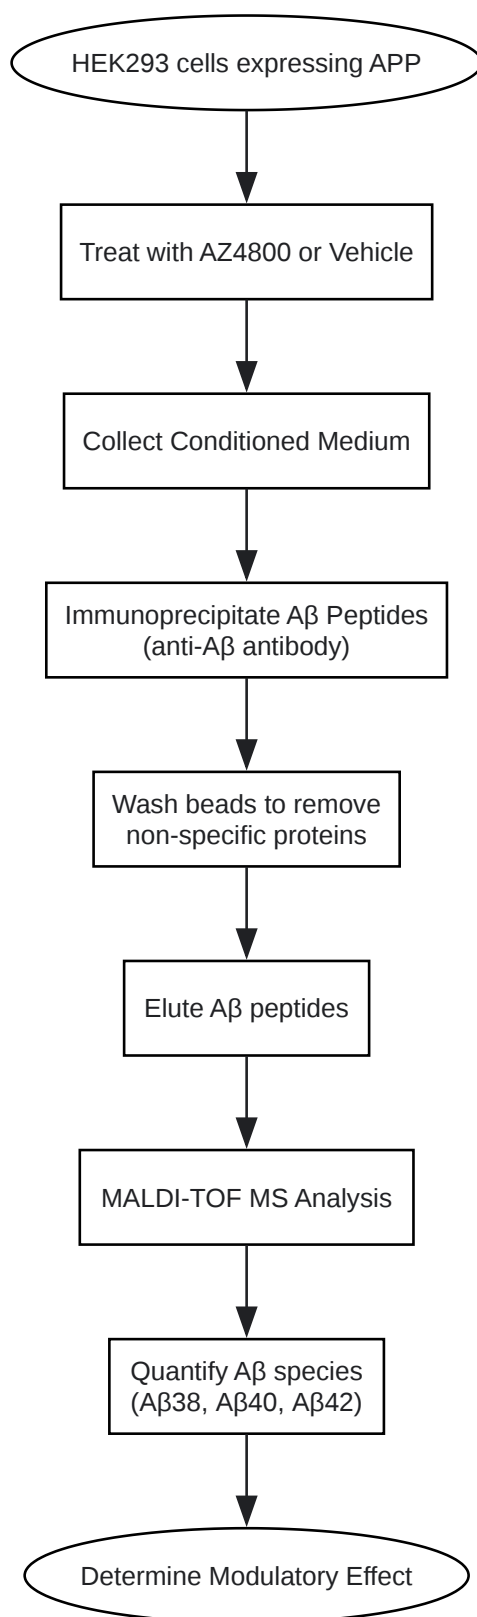 HEK293 cells expressing APP
Treat with AZ4800 or Vehicle
Collect Conditioned Medium
Immunoprecipitate Aβ Peptides
(anti-Aβ antibody)
Wash beads to remove
non-specific proteins
Elute Aβ peptides
MALDI-TOF MS Analysis
Quantify Aβ species
(Aβ38, Aβ40, Aβ42)
Determine Modulatory Effect